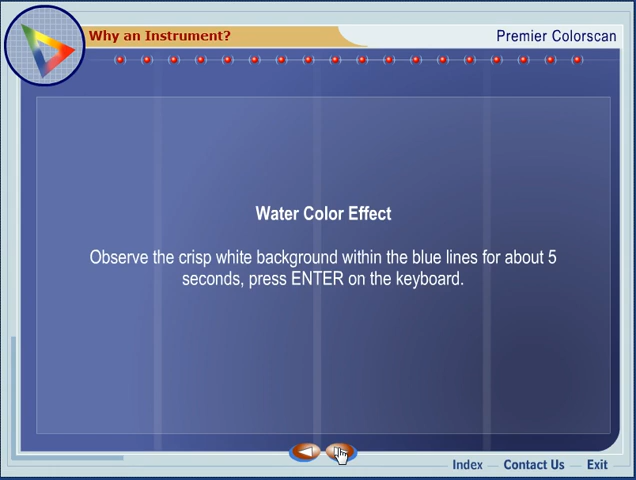 Why an Instrument?
Premier Colorscan
Water Color Effect
Observe the crisp white background within the blue lines for about 5
seconds, press ENTER on the keyboard.
Index — Contact Us — Exit